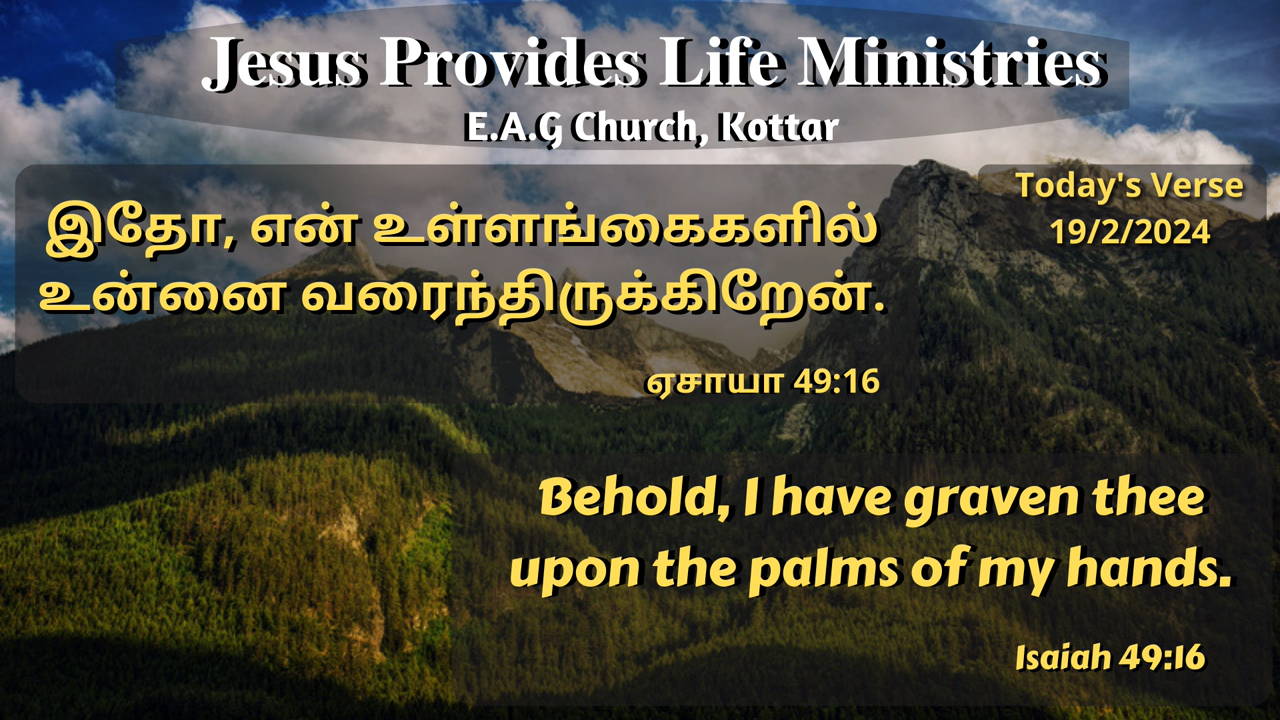 Jesus Provides Life Ministries
E.A.G Church, Kottar
Today's Verse
19/2/2024
இதோ, என் உள்ளங்கைகளில்
உன்னை வரைந்திருக்கிறேன்.
ஏசாயா 49:16
Behold, I have graven thee
upon the palms of my hands.
Isaiah 49:16